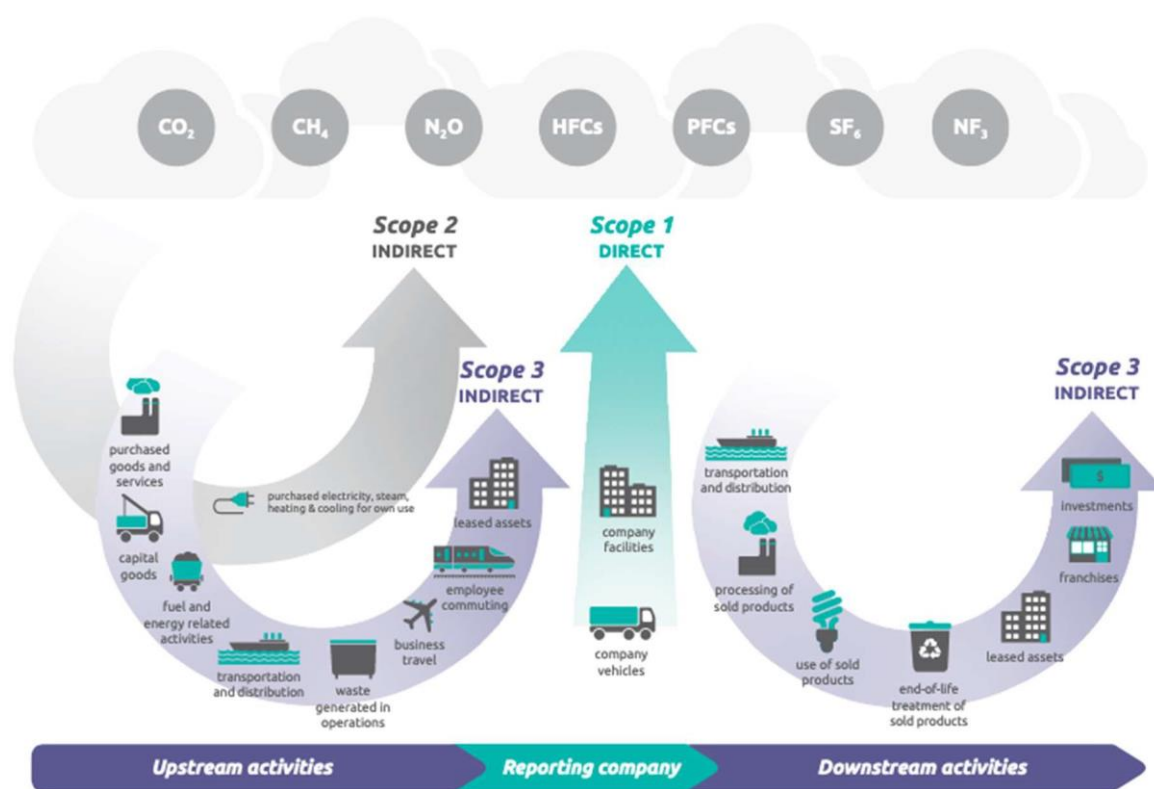 CO₂
CH₄
N₂O
HFCs
PFCs
SF₆
NF₃
Scope 2
INDIRECT
Scope 1
DIRECT
Scope 3
INDIRECT
Scope 3
INDIRECT
purchased
goods and
services
capital
goods
fuel and
energy related
activities
transportation
and distribution
waste
generated in
operations
business
travel
employee
commuting
leased assets
purchased electricity, steam,
heating & cooling for own use
company
facilities
company
vehicles
transportation
and distribution
processing of
sold products
use of sold
products
end-of-life
treatment of
sold products
leased assets
franchises
$
investments
Upstream activities
Reporting company
Downstream activities